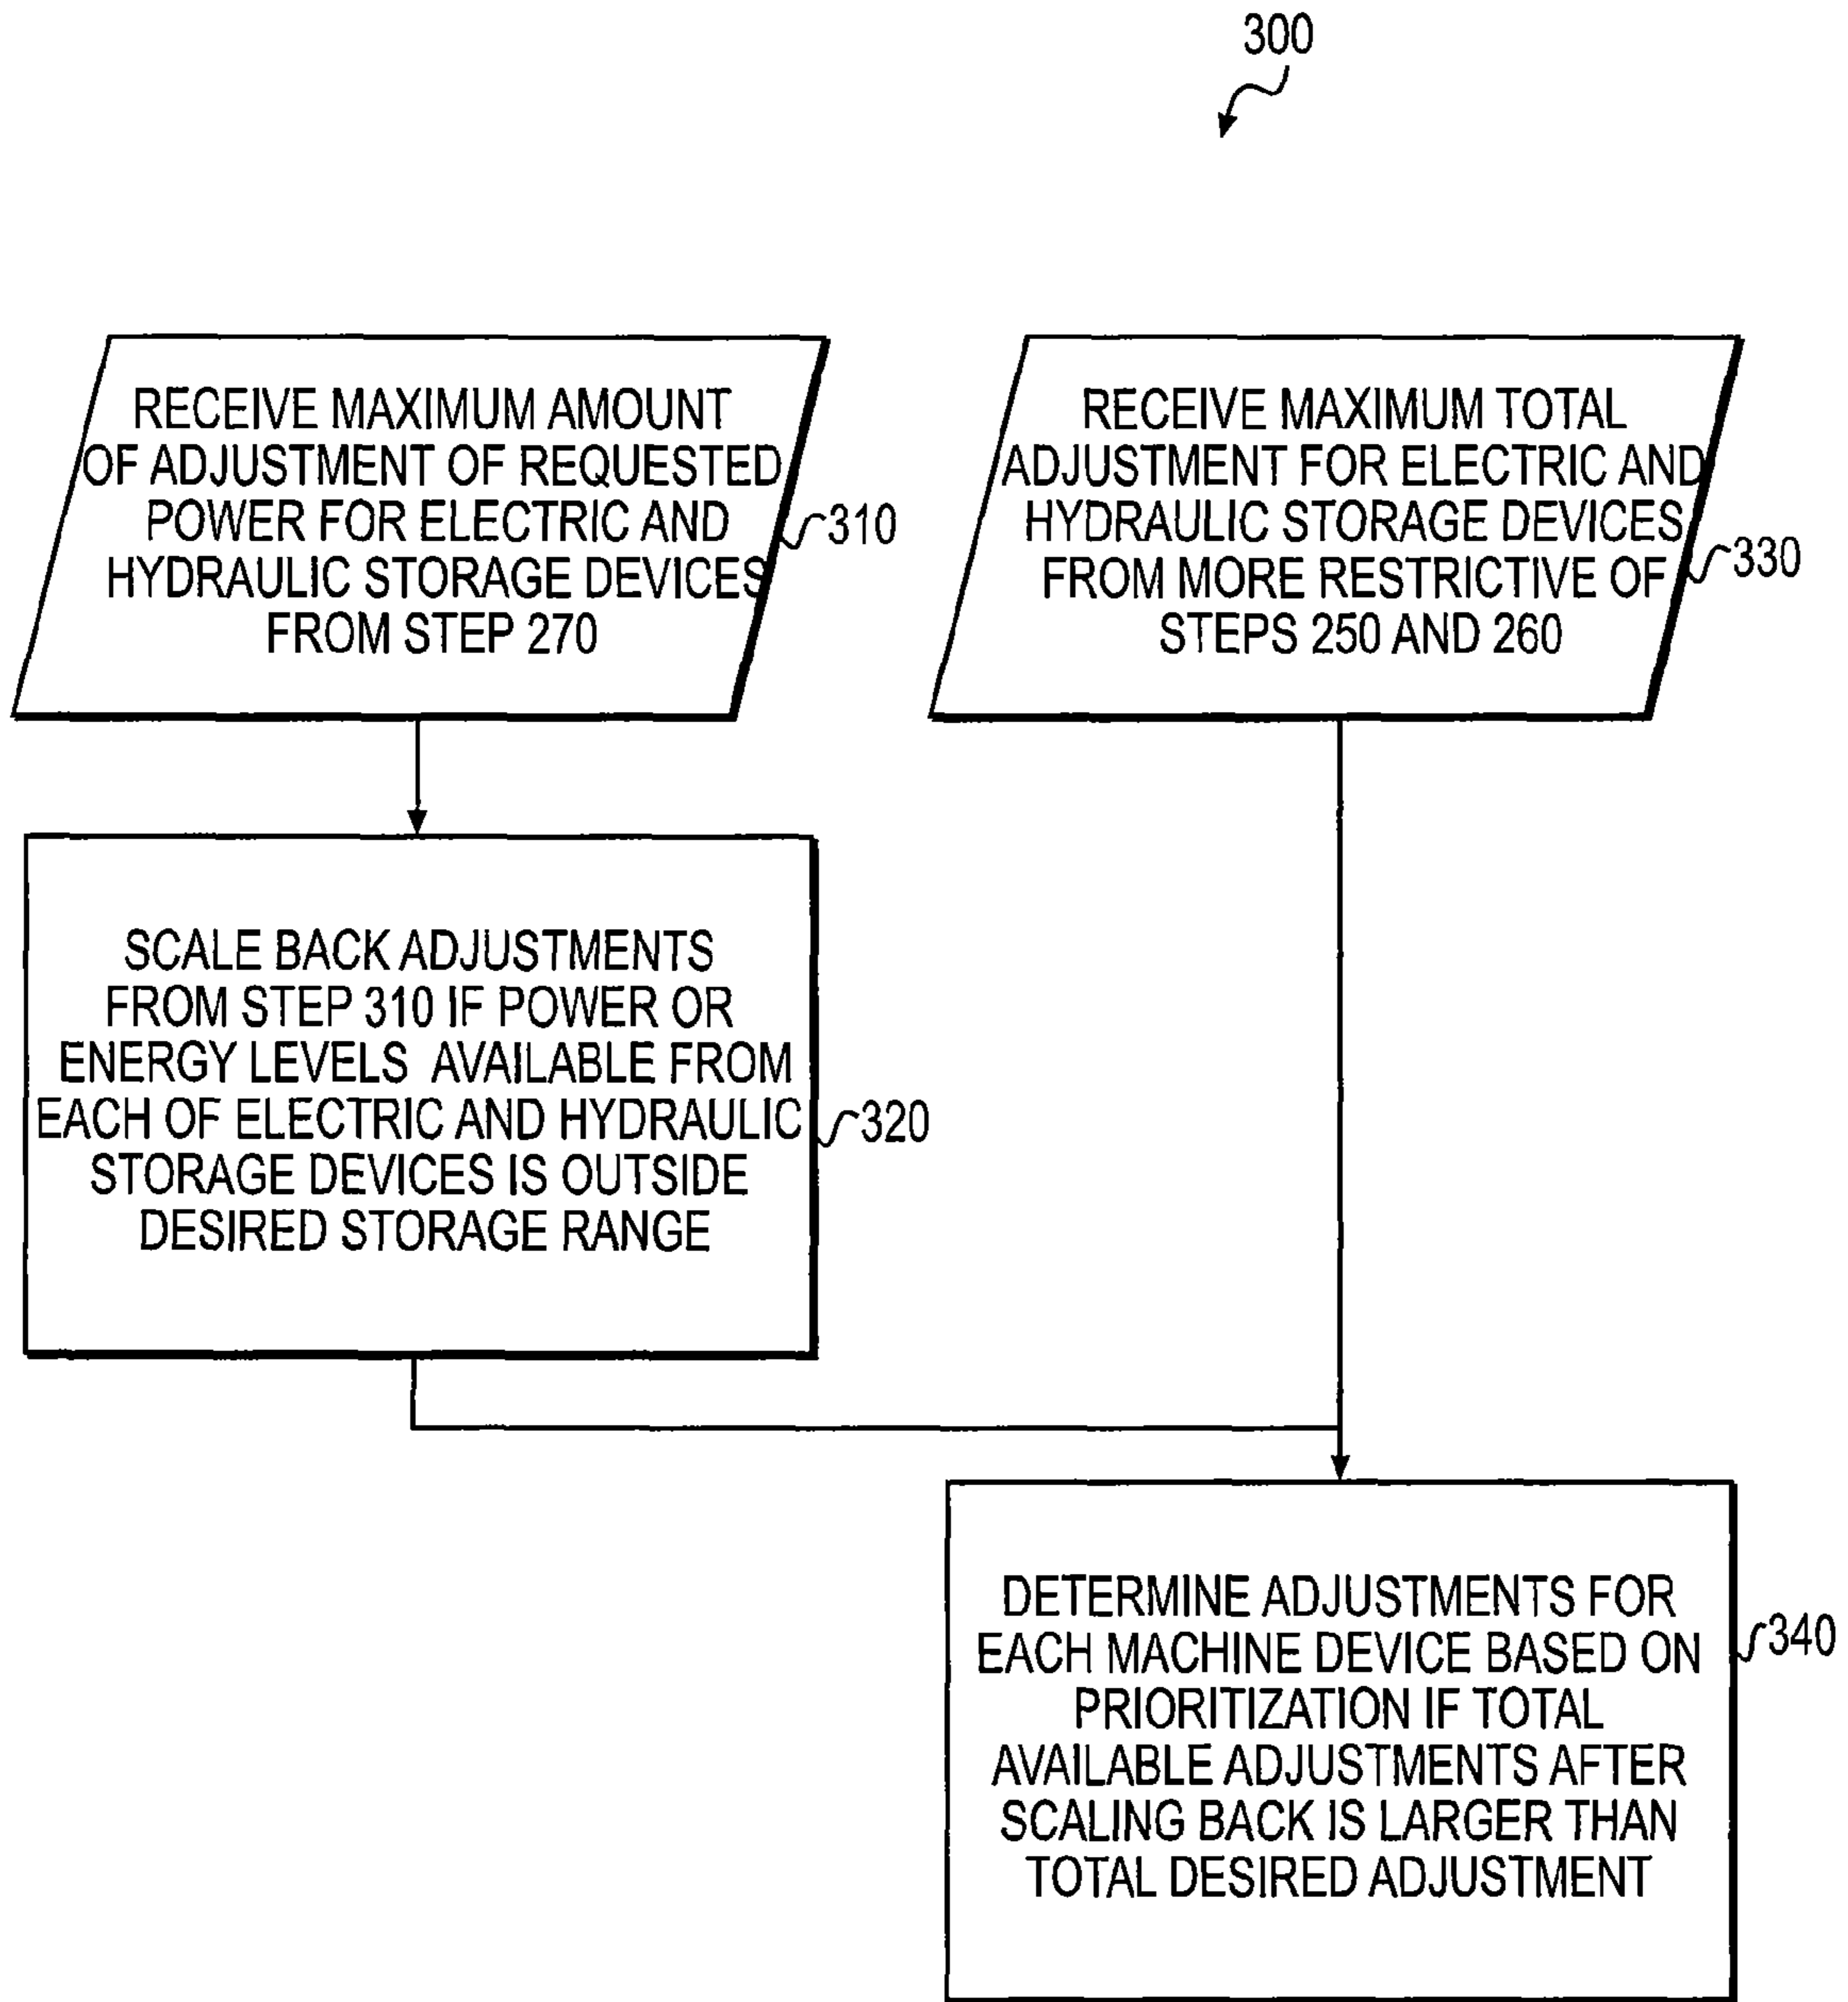 300
RECEIVE MAXIMUM AMOUNT
OF ADJUSTMENT OF REQUESTED
POWER FOR ELECTRIC AND
HYDRAULIC STORAGE DEVICES
FROM STEP 270
310
RECEIVE MAXIMUM TOTAL
ADJUSTMENT FOR ELECTRIC AND
HYDRAULIC STORAGE DEVICES
FROM MORE RESTRICTIVE OF
STEPS 250 AND 260
330
SCALE BACK ADJUSTMENTS
FROM STEP 310 IF POWER OR
ENERGY LEVELS AVAILABLE FROM
EACH OF ELECTRIC AND HYDRAULIC
STORAGE DEVICES IS OUTSIDE
DESIRED STORAGE RANGE
320
DETERMINE ADJUSTMENTS FOR
EACH MACHINE DEVICE BASED ON
PRIORITIZATION IF TOTAL
AVAILABLE ADJUSTMENTS AFTER
SCALING BACK IS LARGER THAN
TOTAL DESIRED ADJUSTMENT
340